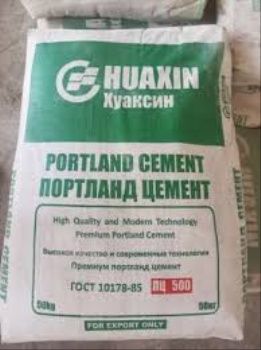 HUAXIN
Хуаксин
PORTLAND CEMENT
ПОРТЛАНД ЦЕМЕНТ
High Quality and Modern Technology
Premium Portland Cement
Высокое качество и современные технологии
Премиум портланд цемент
ГОСТ 10178-85 ПЦ 500
50kg 50кг
FOR EXPORT ONLY